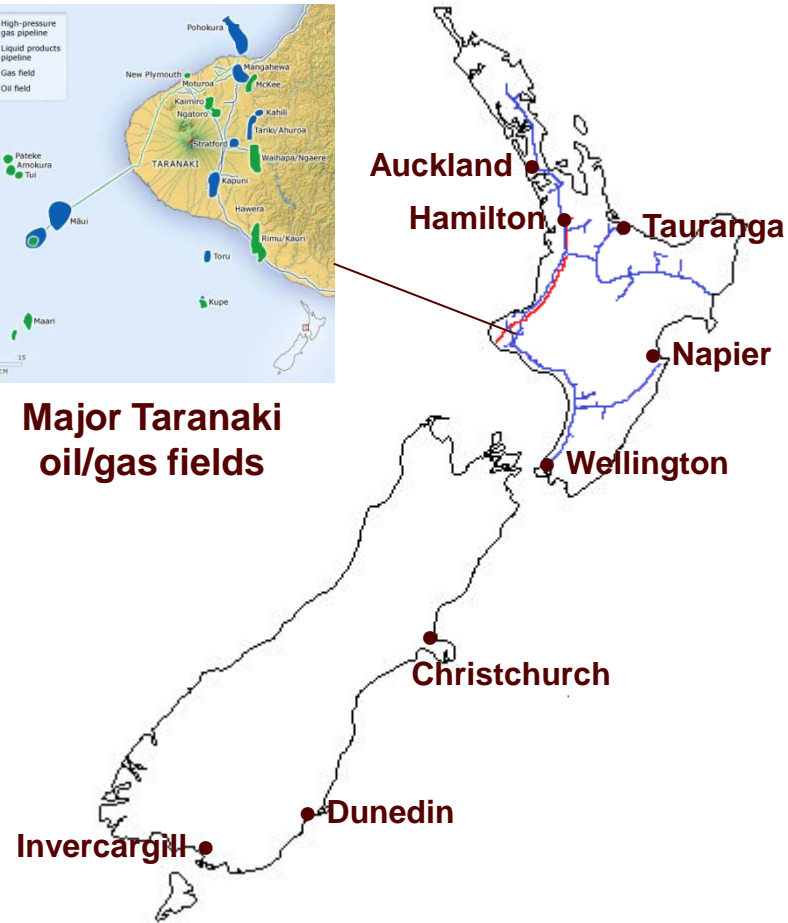 High-pressure
gas pipeline
Liquid products
pipeline
Gas field
Oil field
Pohokura
New Plymouth
Mangahewa
Moturoa
McKee
Kaimiro
Ngatoro
Kahili
Tariki/Ahuroa
Stratford
Waihapa/Ngaere
TARANAKI
Kapuni
Pateke
Amokura
Tui
Hawera
Māui
Rimu/Kauri
Toru
Kupe
Maari
15
KM
Major Taranaki
oil/gas fields
Auckland
Hamilton
Tauranga
Napier
Wellington
Christchurch
Dunedin
Invercargill